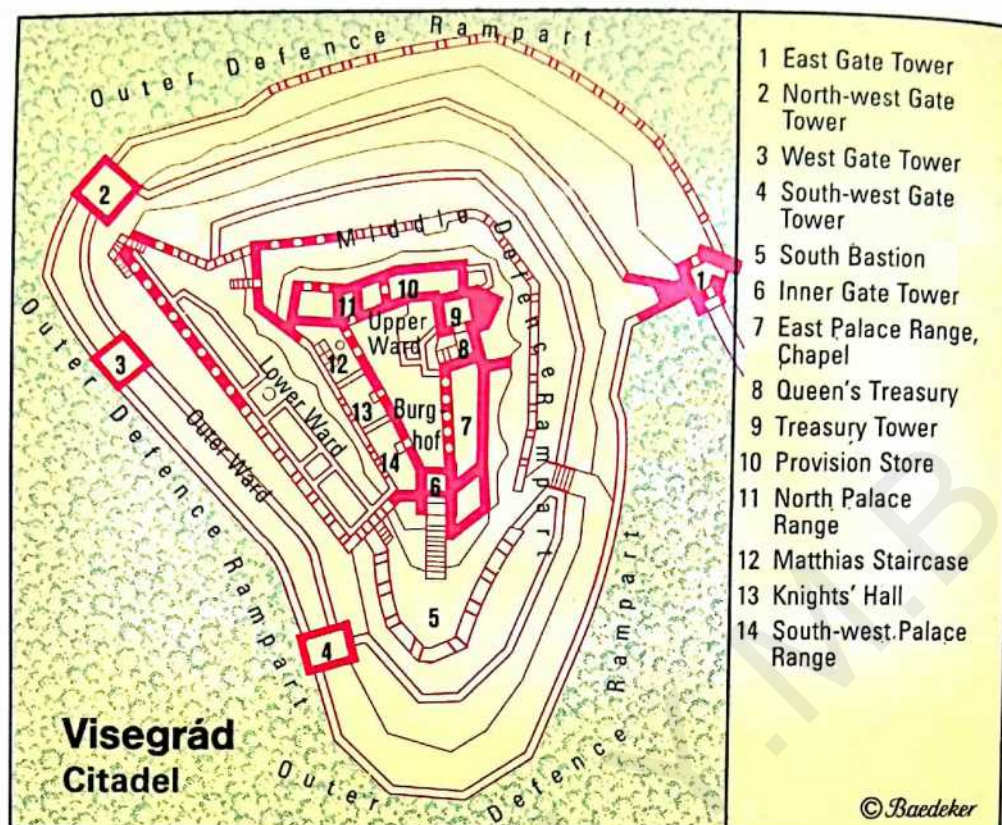 Outer Defence Rampart
1 East Gate Tower
2 North-west Gate
Tower
3 West Gate Tower
4 South-west Gate
Tower
5 South Bastion
6 Inner Gate Tower
7 East Palace Range,
Chapel
8 Queen's Treasury
9 Treasury Tower
10 Provision Store
11 North Palace
Range
12 Matthias Staircase
13 Knights' Hall
14 South-west Palace
Range
2
Middle Defence Rampart
1
11
10
9
Upper
Ward
8
3
12
Lower Ward
13
Burg
hof
7
Outer Ward
14
6
Outer Defence Rampart
5
4
Outer Defence Rampart
Visegrád
Citadel
© Baedeker
Y.M.B